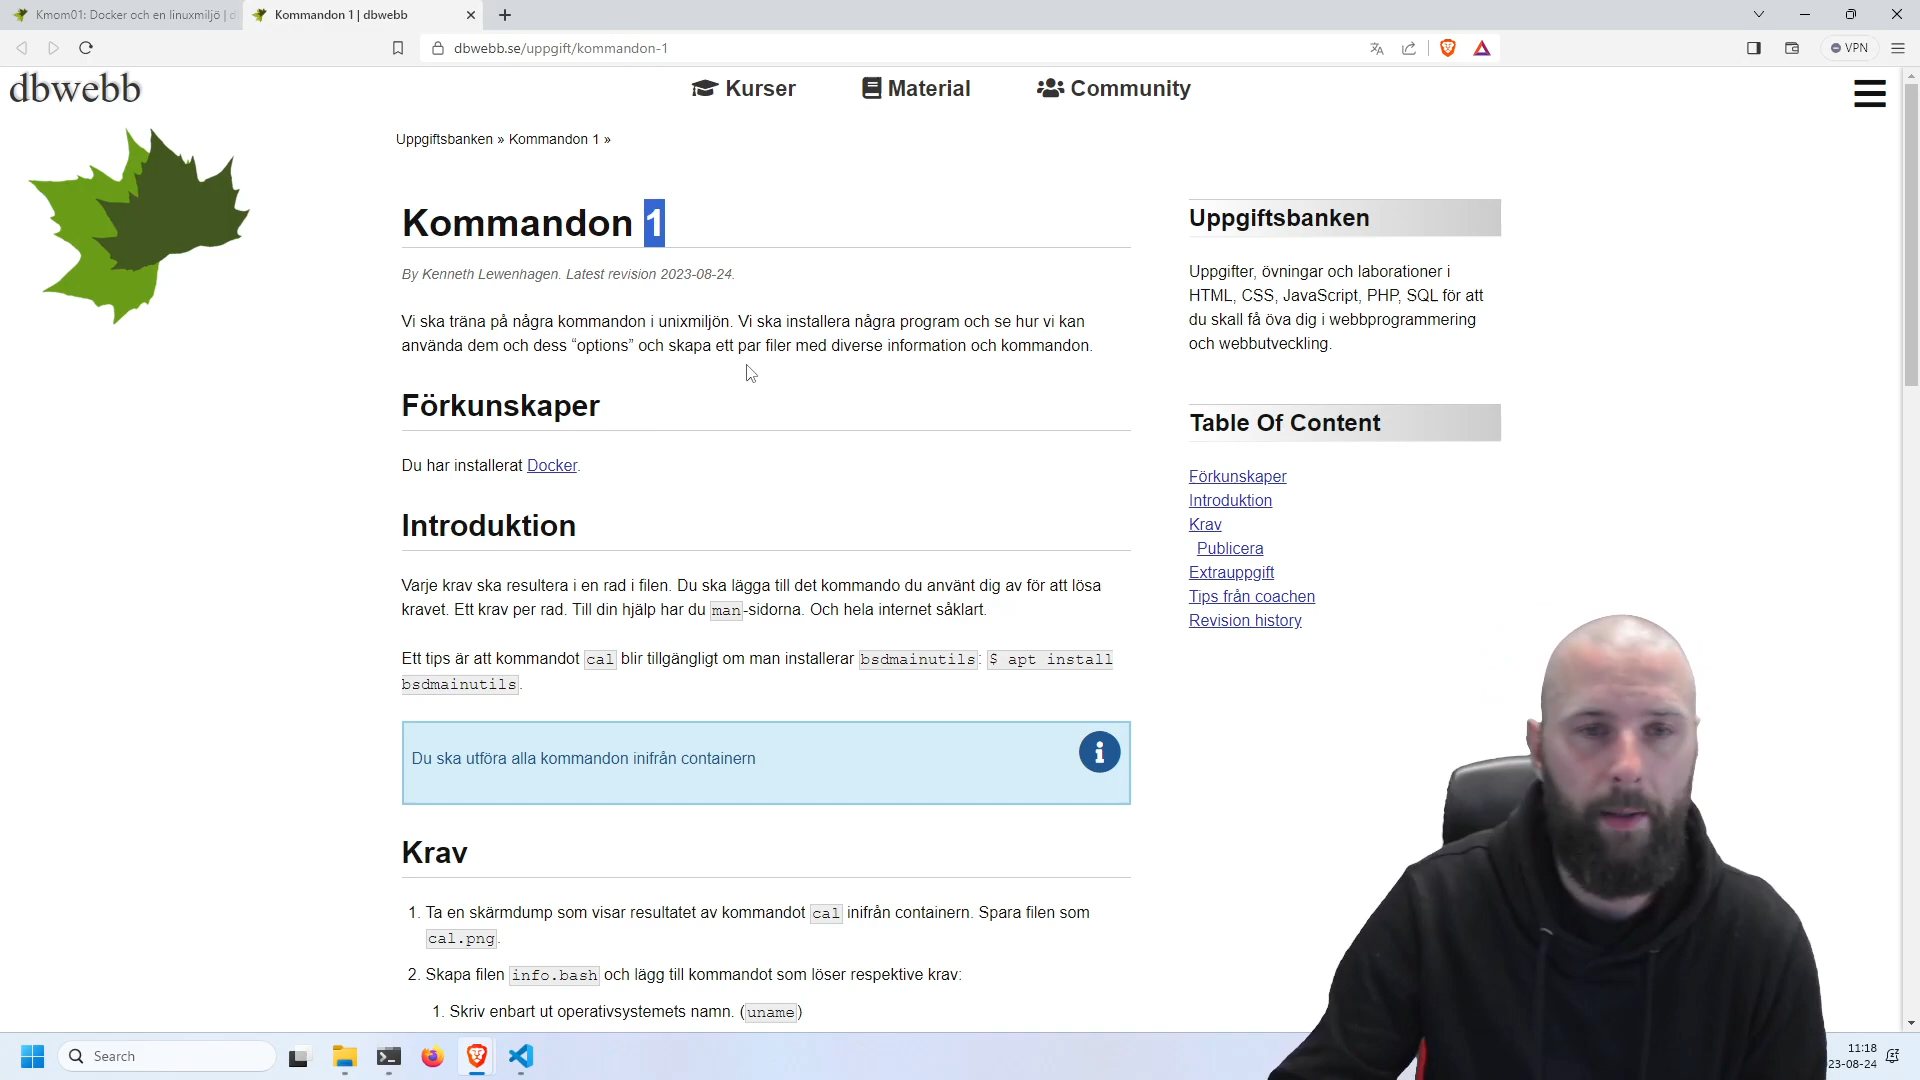 Kmom01: Docker och en linuxmiljö | d
Kommandon 1 | dbwebb
dbwebb.se/uppgift/kommandon-1
VPN
dbwebb
Kurser
Material
Community
Uppgiftsbanken » Kommandon 1 »
Kommandon 1
By Kenneth Lewenhagen. Latest revision 2023-08-24.
Vi ska träna på några kommandon i unixmiljön. Vi ska installera några program och se hur vi kan
använda dem och dess “options” och skapa ett par filer med diverse information och kommandon.
Förkunskaper
Du har installerat Docker.
Introduktion
Varje krav ska resultera i en rad i filen. Du ska lägga till det kommando du använt dig av för att lösa
kravet. Ett krav per rad. Till din hjälp har du man-sidorna. Och hela internet såklart.
Ett tips är att kommandot cal blir tillgängligt om man installerar bsdmainutils: $ apt install
bsdmainutils.
Du ska utföra alla kommandon inifrån containern
Krav
1. Ta en skärmdump som visar resultatet av kommandot cal inifrån containern. Spara filen som
cal.png.
2. Skapa filen info.bash och lägg till kommandot som löser respektive krav:
1. Skriv enbart ut operativsystemets namn. (uname)
Uppgiftsbanken
Uppgifter, övningar och laborationer i
HTML, CSS, JavaScript, PHP, SQL för att
du skall få öva dig i webbprogrammering
och webbutveckling.
Table Of Content
Förkunskaper
Introduktion
Krav
Publicera
Extrauppgift
Tips från coachen
Revision history
Search
11:18
23-08-24